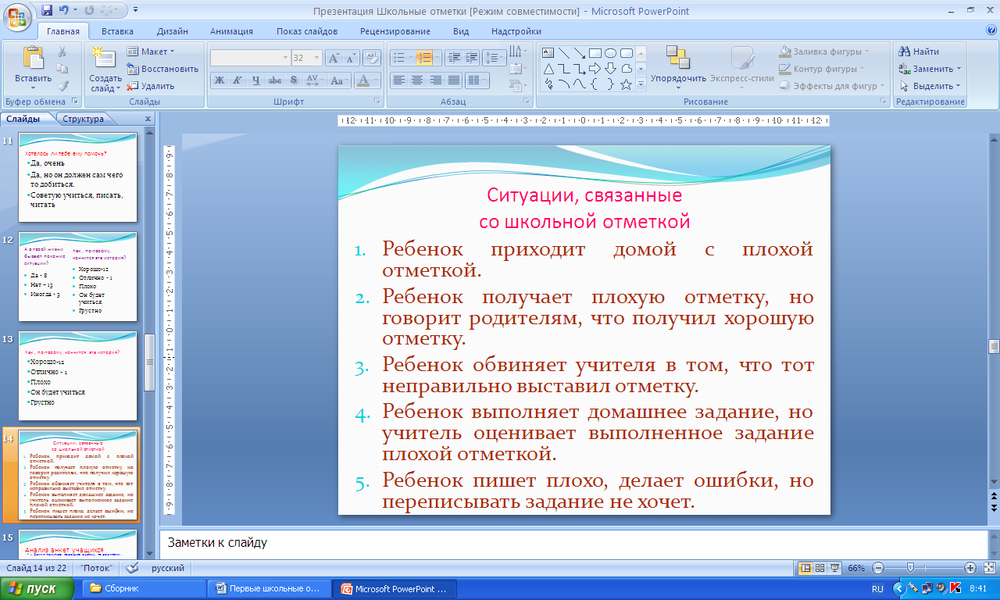 Презентация Школьные отметки [Режим совместимости] - Microsoft PowerPoint
Главная Вставка Дизайн Анимация Показ слайдов Рецензирование Вид Надстройки
Вставить
Буфер обмена
Создать слайд
Макет
Восстановить
Удалить
Слайды
32
Ж К Ч abc S AV Aa A
Шрифт
Абзац
Упорядочить
Экспресс-стили
Заливка фигуры
Контур фигуры
Эффекты для фигур
Рисование
Найти
Заменить
Выделить
Редактирование
Слайды Структура
11
Хотелось ли тебе ему помочь?
Да, очень
Да, но он должен сам чего
то добиться.
Советую учиться, писать,
читать
12
А в твоей жизни
бывают похожие
ситуации?
Да - 8
Нет – 13
Иногда - 3
Как , по-твоему,
кончится эта история?
Хорошо-12
Отлично - 1
Плохо
Он будет
учиться
Грустно
13
Как , по-твоему, кончится эта история?
Хорошо-12
Отлично - 1
Плохо
Он будет учиться
Грустно
14
Ситуации, связанные
со школьной отметкой
1. Ребенок приходит домой с плохой
отметкой.
2. Ребенок получает плохую отметку, но
говорит родителям, что получил хорошую
отметку.
3. Ребенок обвиняет учителя в том, что тот
неправильно выставил отметку.
4. Ребенок выполняет домашнее задание, но
учитель оценивает выполненное задание
плохой отметкой.
5. Ребенок пишет плохо, делает ошибки, но
переписывать задание не хочет.
15
Анализ анкет учащихся
Ситуации, связанные
со школьной отметкой
1. Ребенок приходит домой с плохой
отметкой.
2. Ребенок получает плохую отметку, но
говорит родителям, что получил хорошую
отметку.
3. Ребенок обвиняет учителя в том, что тот
неправильно выставил отметку.
4. Ребенок выполняет домашнее задание, но
учитель оценивает выполненное задание
плохой отметкой.
5. Ребенок пишет плохо, делает ошибки, но
переписывать задание не хочет.
Заметки к слайду
Слайд 14 из 22 "Поток" русский 66%
пуск Сборник Первые школьные о... Microsoft PowerPoint ... RU 8:41